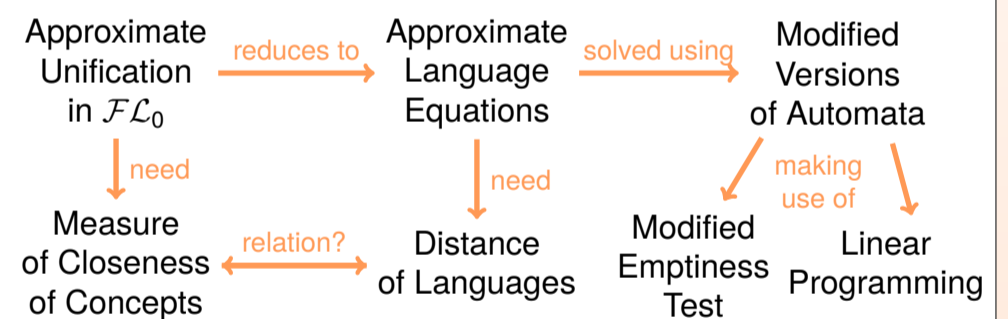 Approximate
Unification
in 𝓕𝓛₀
reduces to
Approximate
Language
Equations
solved using
Modified
Versions
of Automata
need
need
making
use of
Measure
of Closeness
of Concepts
relation?
Distance
of Languages
Modified
Emptiness
Test
Linear
Programming